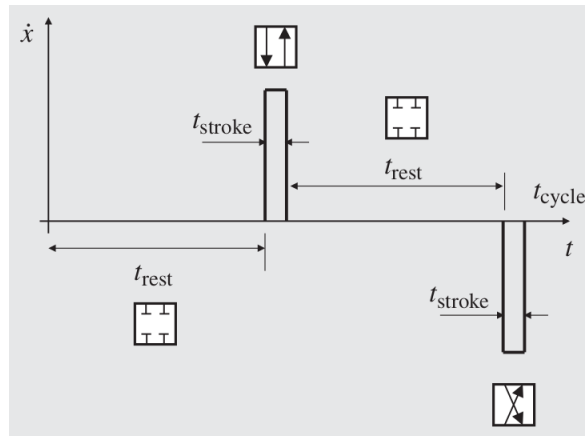 ẋ
t_stroke
t_rest
t_cycle
t
t_rest
t_stroke